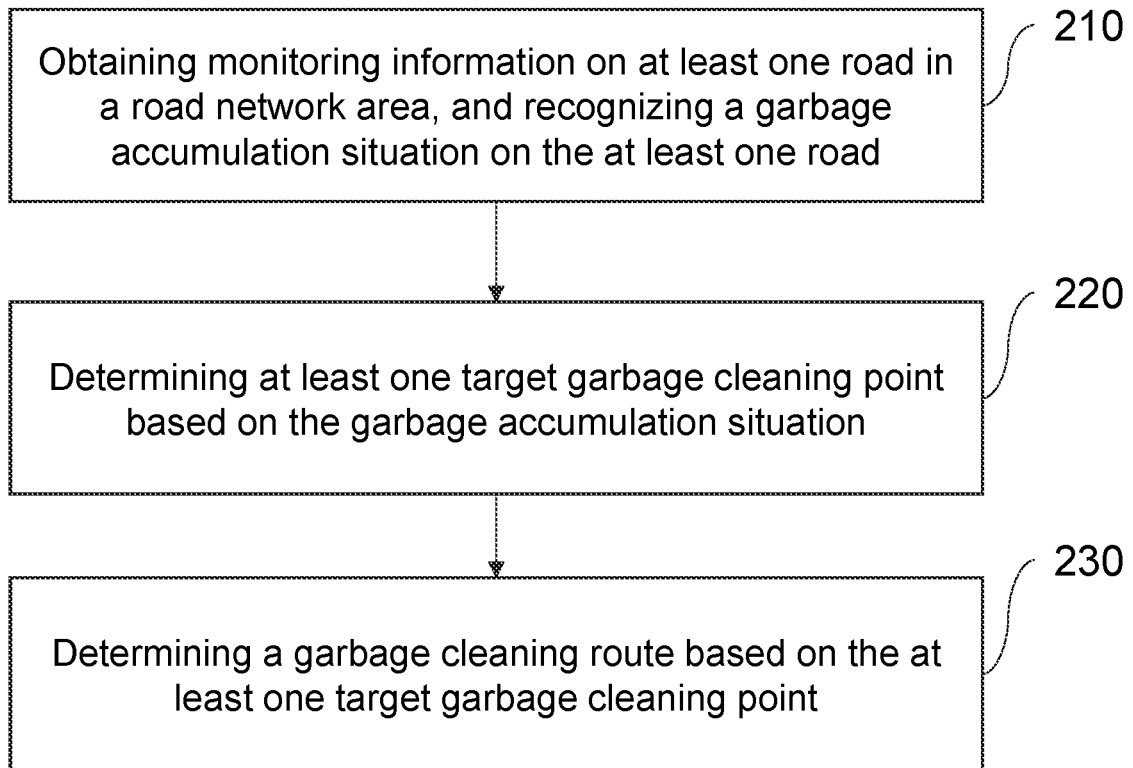 210
Obtaining monitoring information on at least one road in
a road network area, and recognizing a garbage
accumulation situation on the at least one road
220
Determining at least one target garbage cleaning point
based on the garbage accumulation situation
230
Determining a garbage cleaning route based on the at
least one target garbage cleaning point